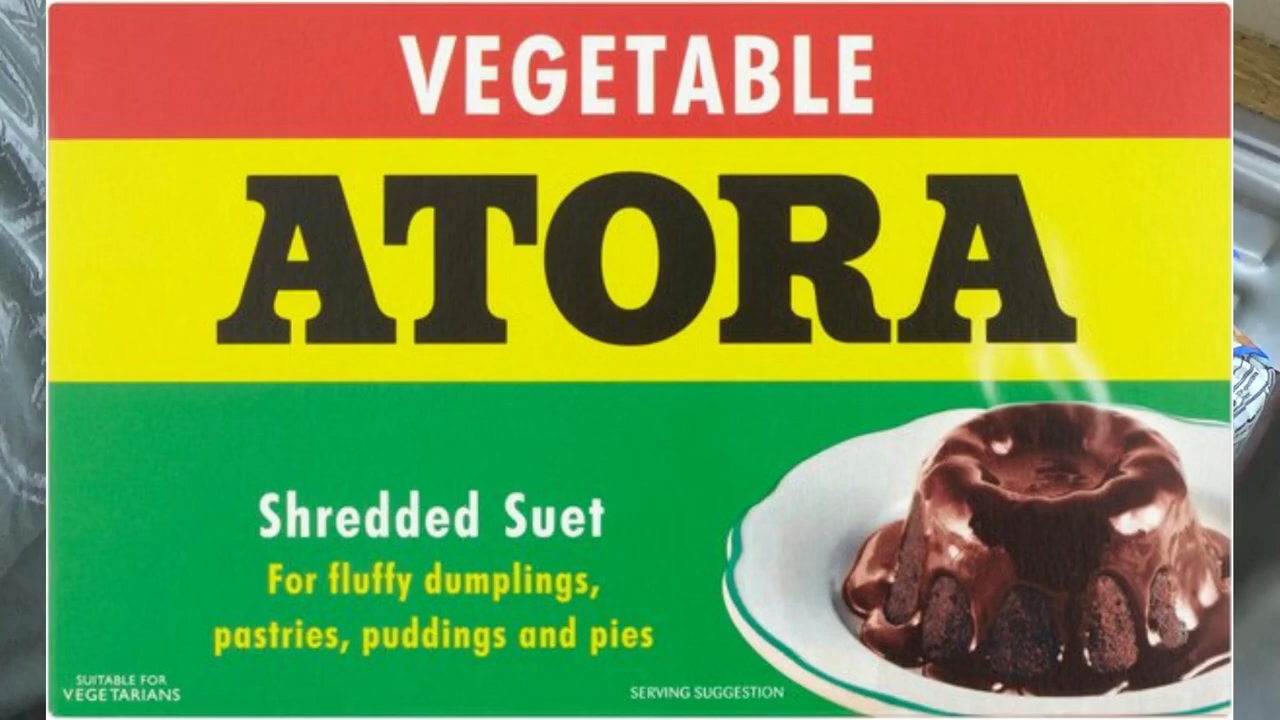 VEGETABLE
ATORA
Shredded Suet
For fluffy dumplings,
pastries, puddings and pies
SUITABLE FOR
VEGETARIANS
SERVING SUGGESTION